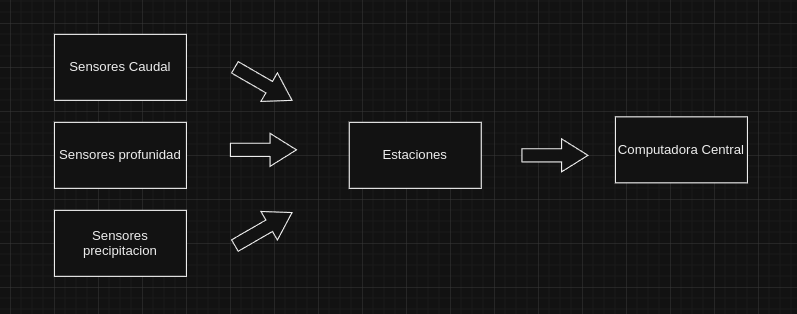 Sensores Caudal
Sensores profunidad
Sensores
precipitacion
Estaciones
Computadora Central